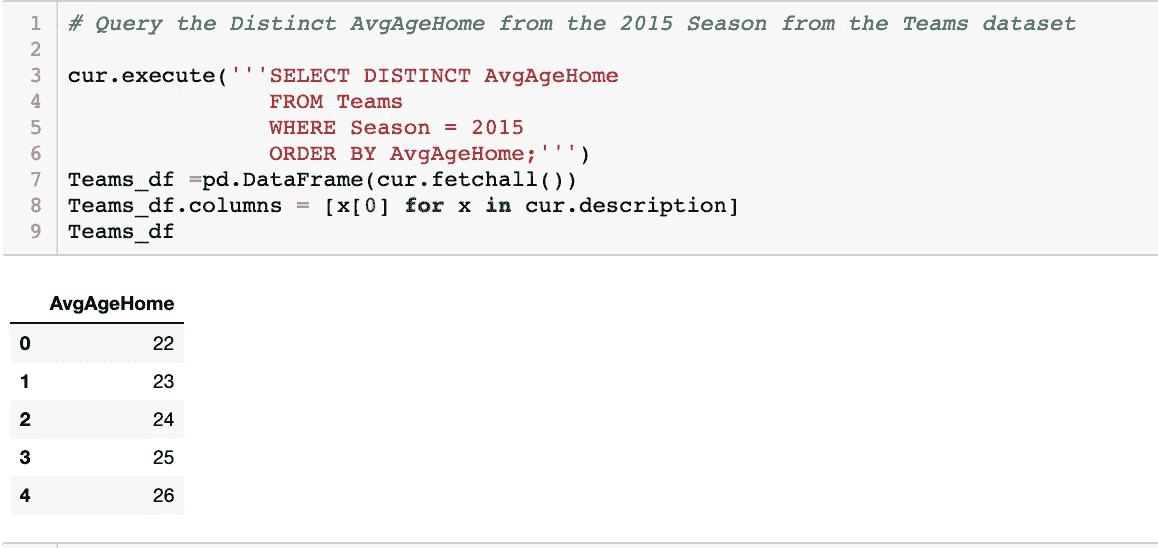 1 # Query the Distinct AvgAgeHome from the 2015 Season from the Teams dataset
2
3 cur.execute('''SELECT DISTINCT AvgAgeHome
4 FROM Teams
5 WHERE Season = 2015
6 ORDER BY AvgAgeHome;''')
7 Teams_df =pd.DataFrame(cur.fetchall())
8 Teams_df.columns = [x[0] for x in cur.description]
9 Teams_df
AvgAgeHome
0 22
1 23
2 24
3 25
4 26